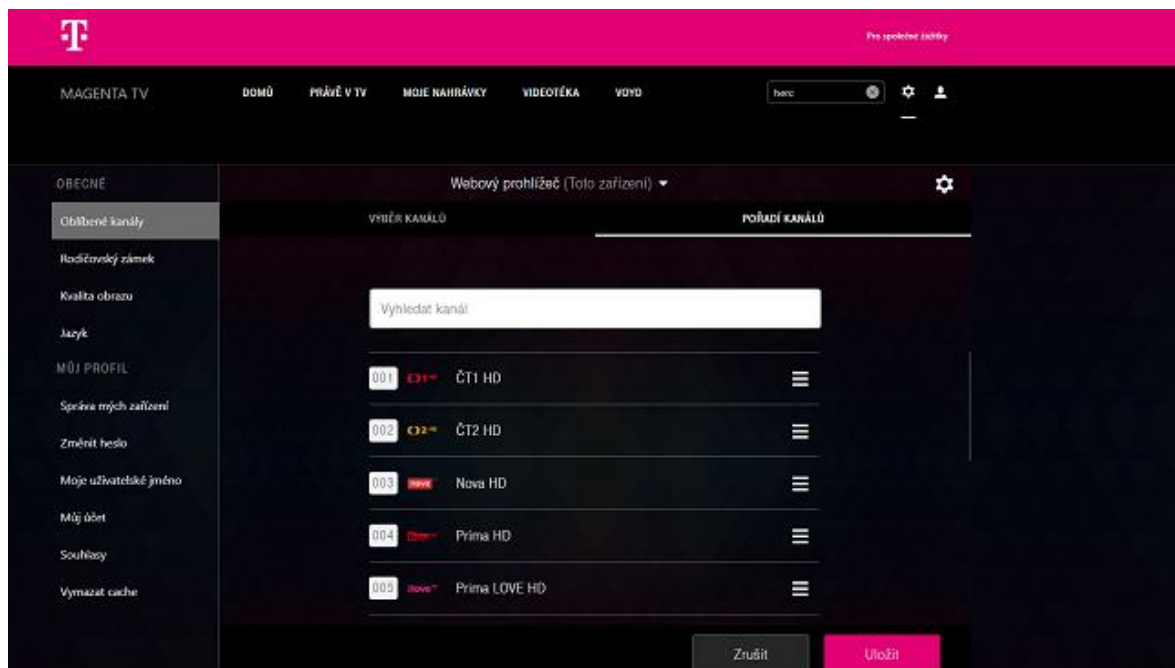 T
Pro společné zážitky
MAGENTA TV
DOMŮ
PRÁVĚ V TV
MOJE NAHRÁVKY
VIDEOTÉKA
VOYO
herc
OBECNÉ
Oblíbené kanály
Rodičovský zámek
Kvalita obrazu
Jazyk
MŮJ PROFIL
Správa mých zařízení
Změnit heslo
Moje uživatelské jméno
Můj účet
Souhlasy
Vymazat cache
Webový prohlížeč (Toto zařízení)
VÝBĚR KANÁLŮ
POŘADÍ KANÁLŮ
Vyhledat kanál
001 ČT1 HD
002 ČT2 HD
003 nova Nova HD
004 Prima HD
005 Prima LOVE HD
Zrušit
Uložit